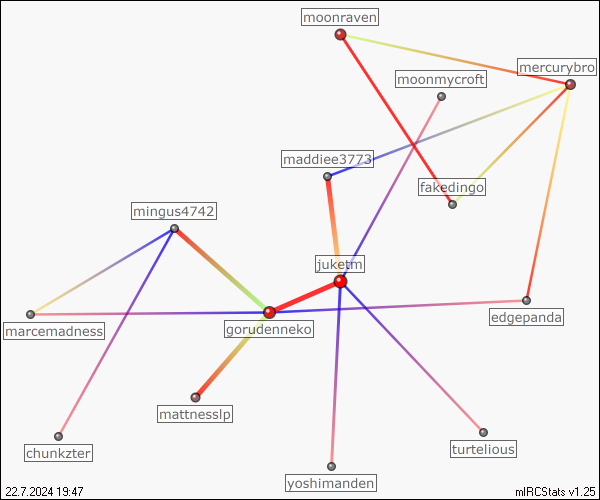 moonraven
mercurybro
moonmycroft
maddiee3773
fakedingo
mingus4742
juketm
marcemadness
gorudenneko
edgepanda
mattnesslp
chunkzter
turtelious
yoshimanden
22.7.2024 19:47
mIRCStats v1.25